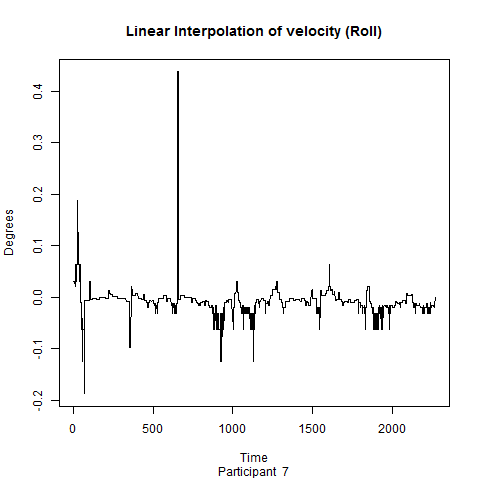 Linear Interpolation of velocity (Roll)
Degrees
0.4
0.3
0.2
0.1
0.0
-0.1
-0.2
0 500 1000 1500 2000
Time
Participant 7